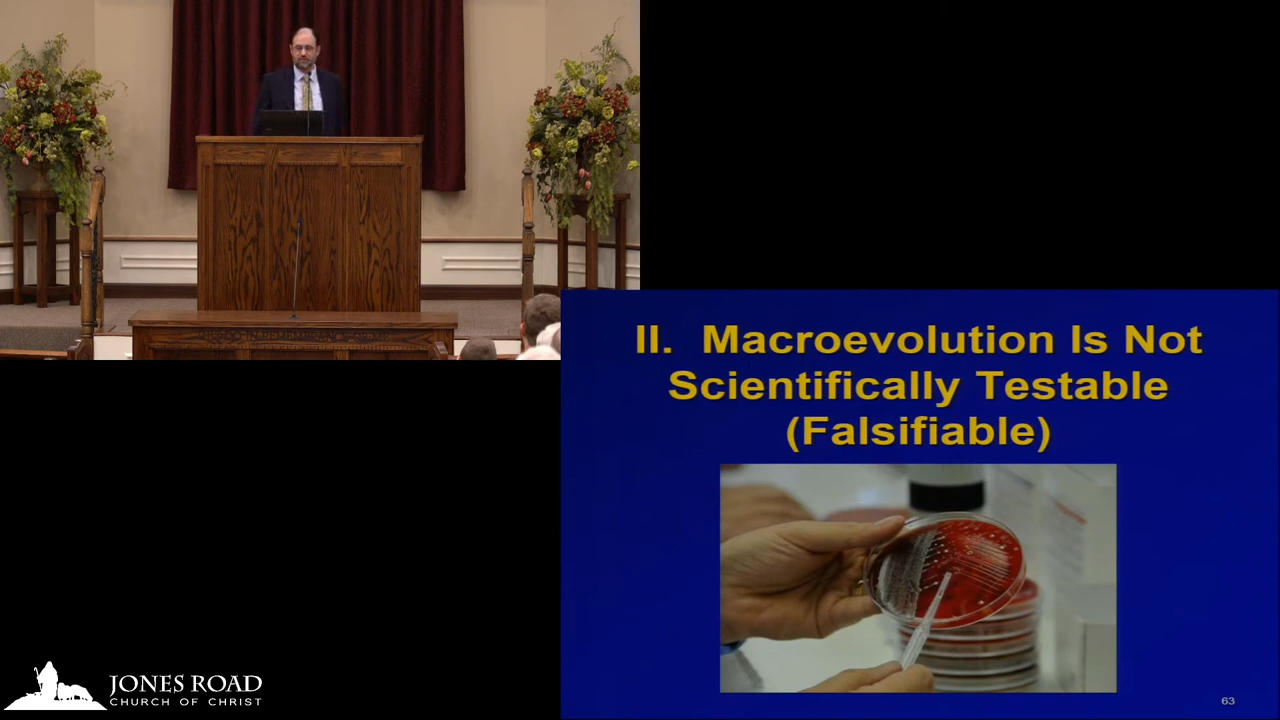 II. Macroevolution Is Not
Scientifically Testable
(Falsifiable)
JONES ROAD
CHURCH OF CHRIST
63